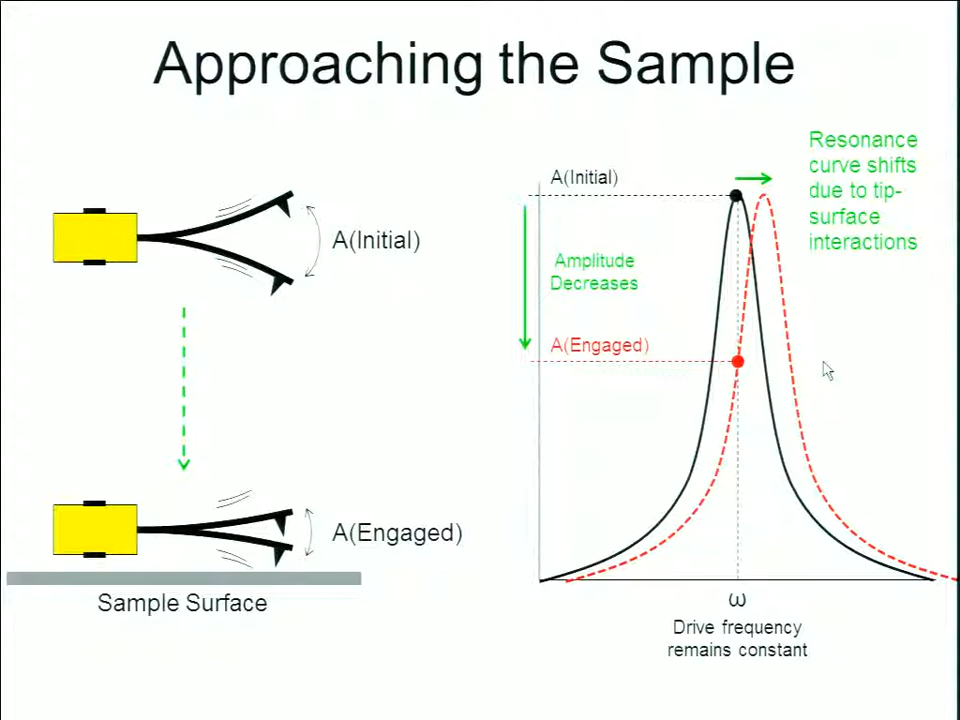 Approaching the Sample
A(Initial)
A(Engaged)
Sample Surface
A(Initial)
Amplitude
Decreases
A(Engaged)
Resonance
curve shifts
due to tip-
surface
interactions
ω
Drive frequency
remains constant